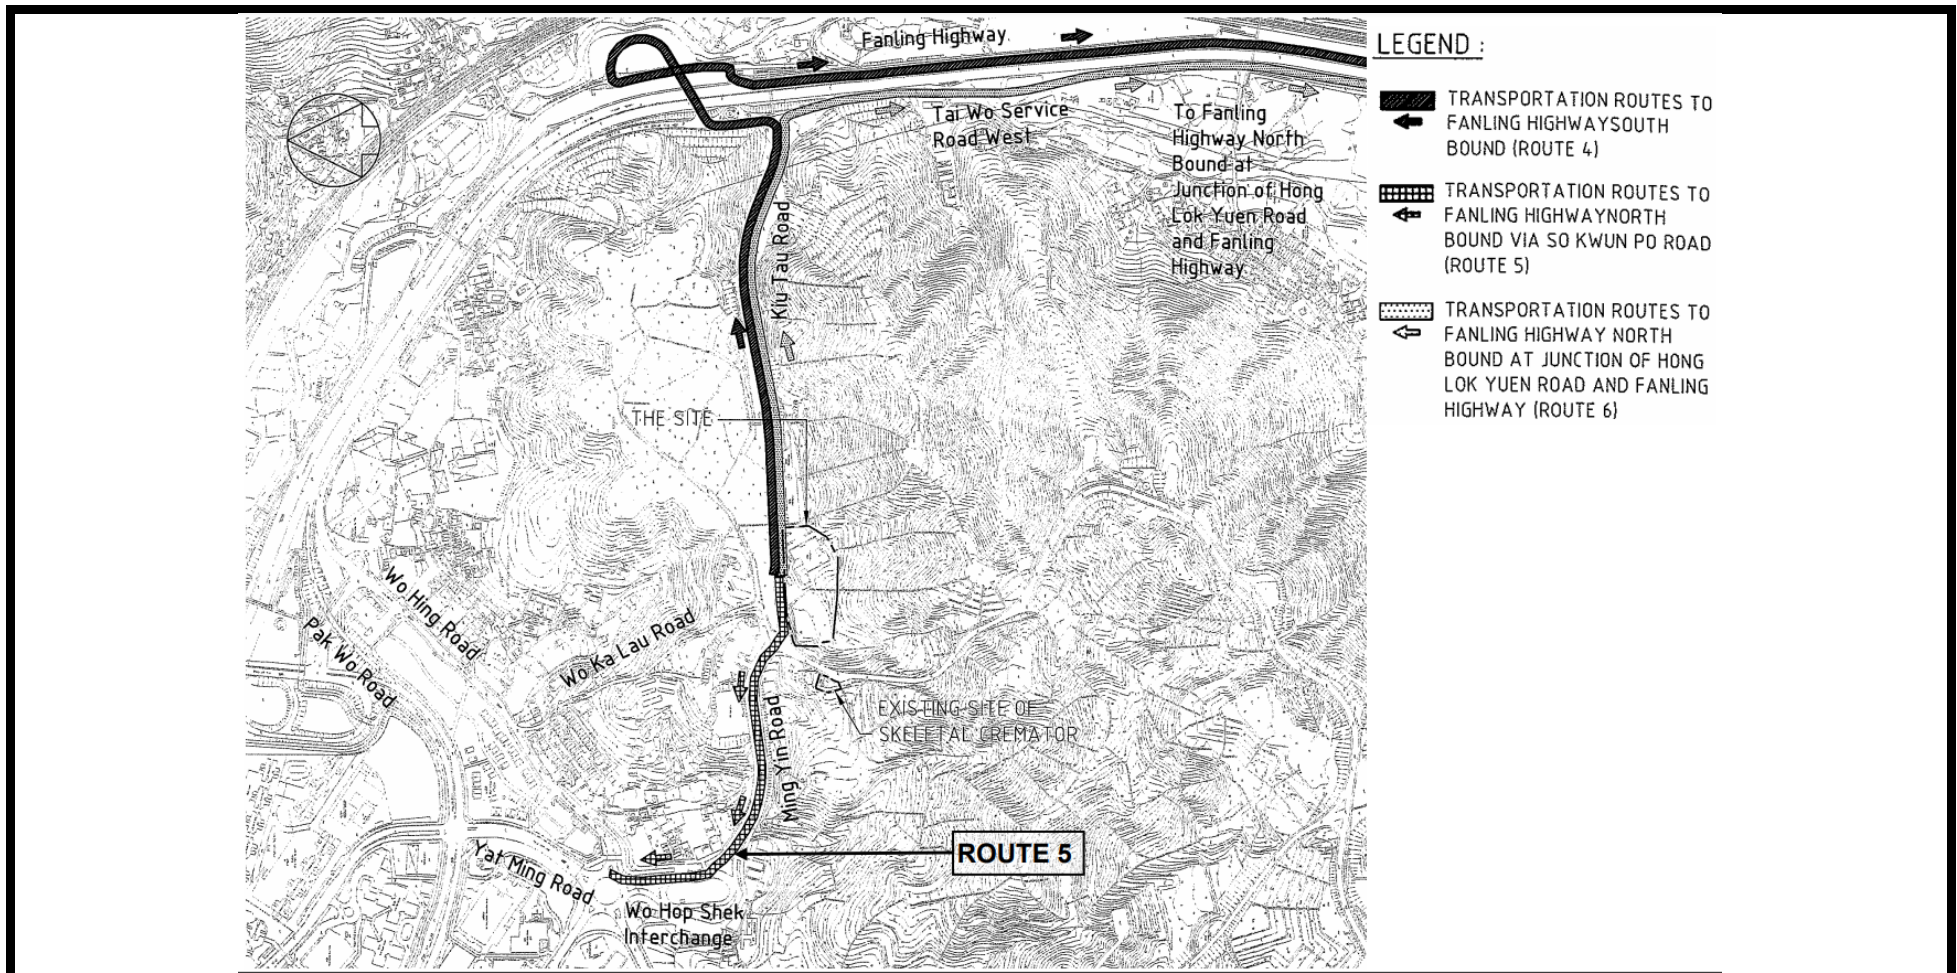 Fanling Highway
LEGEND :
TRANSPORTATION ROUTES TO
FANLING HIGHWAYSOUTH
BOUND (ROUTE 4)
TRANSPORTATION ROUTES TO
FANLING HIGHWAYNORTH
BOUND VIA SO KWUN PO ROAD
(ROUTE 5)
TRANSPORTATION ROUTES TO
FANLING HIGHWAY NORTH
BOUND AT JUNCTION OF HONG
LOK YUEN ROAD AND FANLING
HIGHWAY (ROUTE 6)
Tai Wo Service
Road West
To Fanling
Highway North
Bound at
Junction of Hong
Lok Yuen Road
and Fanling
Highway
Kiu Tau Road
THE SITE
Wo Hing Road
Pak Wo Road
Wo Ka Lau Road
EXISTING SITE OF
SKELETAL CREMATOR
Ming Yin Road
ROUTE 5
Yat Ming Road
Wo Hop Shek
Interchange